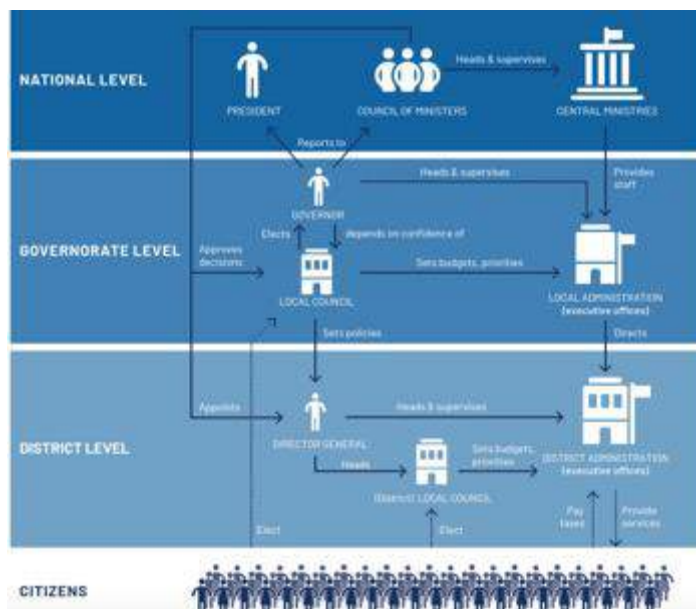 NATIONAL LEVEL
PRESIDENT
COUNCIL OF MINISTERS
Heads & supervises
CENTRAL MINISTRIES
Reports to
GOVERNORATE LEVEL
GOVERNOR
Heads & supervises
Provides
staff
Elects
depends on confidence of
Approves
decisions
LOCAL COUNCIL
Sets budgets, priorities
LOCAL ADMINISTRATION
(executive offices)
Sets policies
Directs
DISTRICT LEVEL
Appoints
DIRECTOR GENERAL
Heads & supervises
Heads
(District) LOCAL COUNCIL
Sets budgets,
priorities
DISTRICT ADMINISTRATION
(executive offices)
Elect
Elect
Pay
taxes
Provide
services
CITIZENS